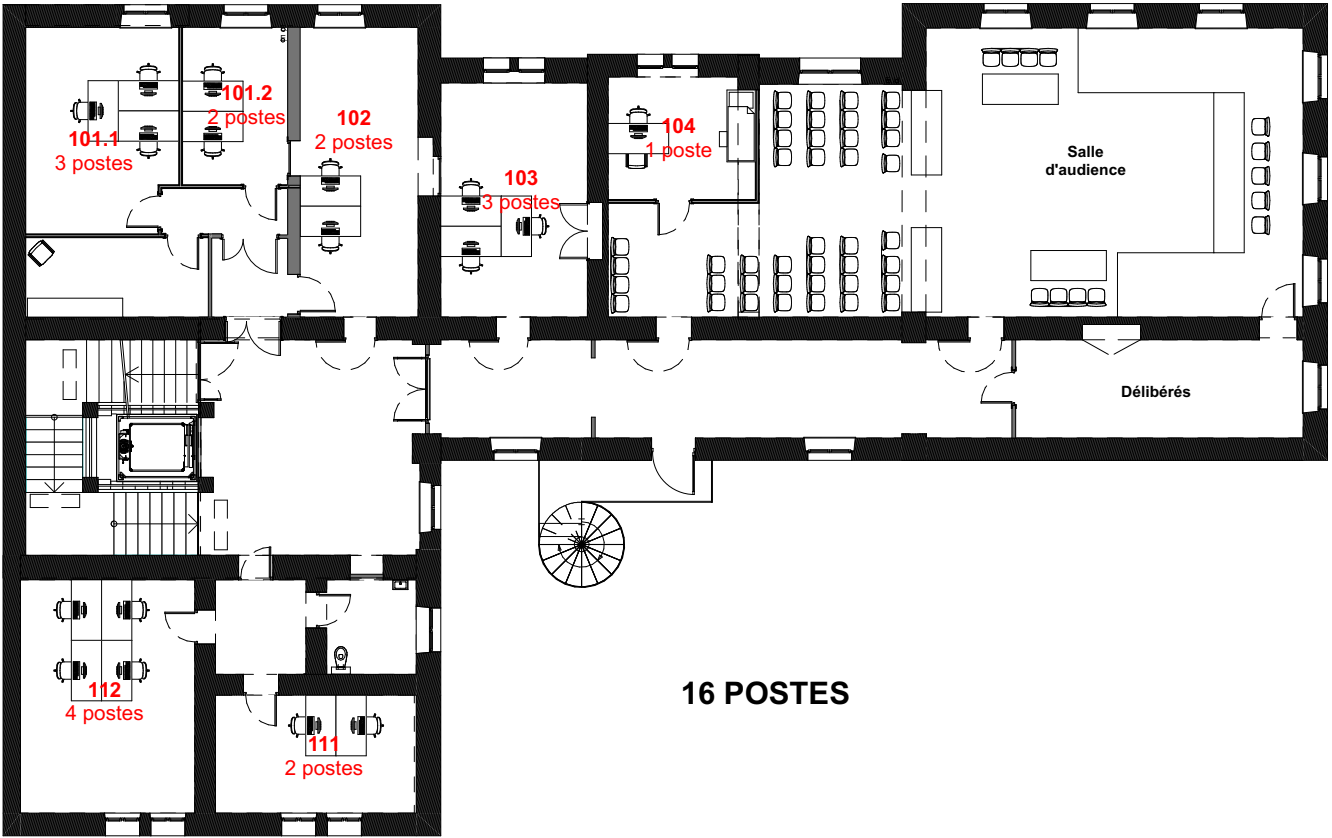 101.1
3 postes
101.2
2 postes
102
2 postes
103
3 postes
104
1 poste
Salle
d'audience
Délibérés
112
4 postes
111
2 postes
16 POSTES